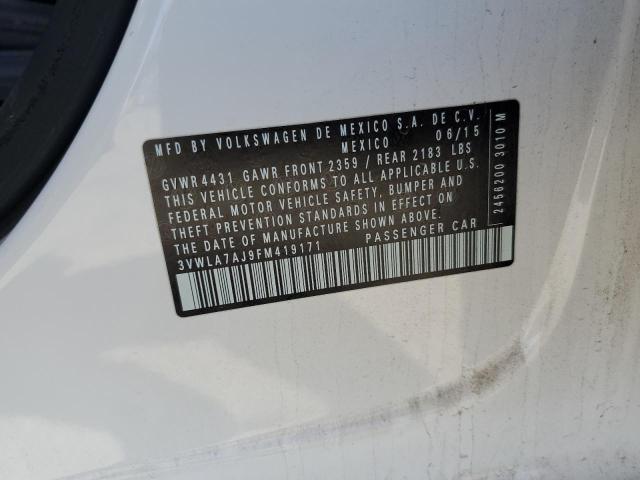 MFD BY VOLKSWAGEN DE MEXICO S.A. DE C.V.
MEXICO 06/15
GVWR 4431 GAWR FRONT 2359 / REAR 2183 LBS
THIS VEHICLE CONFORMS TO ALL APPLICABLE U.S.
FEDERAL MOTOR VEHICLE SAFETY, BUMPER AND
THEFT PREVENTION STANDARDS IN EFFECT ON
THE DATE OF MANUFACTURE SHOWN ABOVE.
3VWLA7AJ9FM419171 PASSENGER CAR
2456200 3010 M